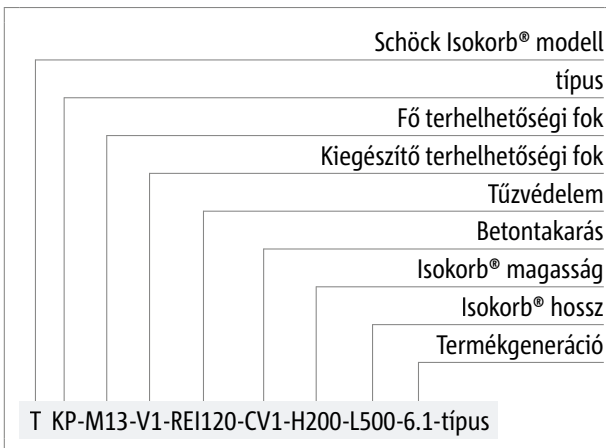 Schöck Isokorb® modell
típus
Fő terhelhetőségi fok
Kiegészítő terhelhetőségi fok
Tűzvédelem
Betontakarás
Isokorb® magasság
Isokorb® hossz
Termékgeneráció
T KP-M13-V1-REI120-CV1-H200-L500-6.1-típus